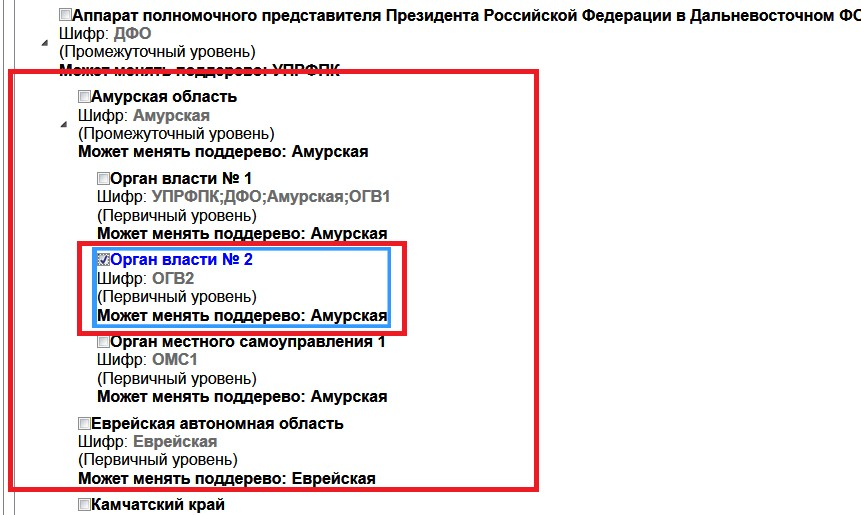 Аппарат полномочного представителя Президента Российской Федерации в Дальневосточном ФО
Шифр: ДФО
(Промежуточный уровень)
Может менять поддерево: УПРФПК
Амурская область
Шифр: Амурская
(Промежуточный уровень)
Может менять поддерево: Амурская
Орган власти № 1
Шифр: УПРФПК;ДФО;Амурская;ОГВ1
(Первичный уровень)
Может менять поддерево: Амурская
Орган власти № 2
Шифр: ОГВ2
(Первичный уровень)
Может менять поддерево: Амурская
Орган местного самоуправления 1
Шифр: ОМС1
(Первичный уровень)
Может менять поддерево: Амурская
Еврейская автономная область
Шифр: Еврейская
(Первичный уровень)
Может менять поддерево: Еврейская
Камчатский край